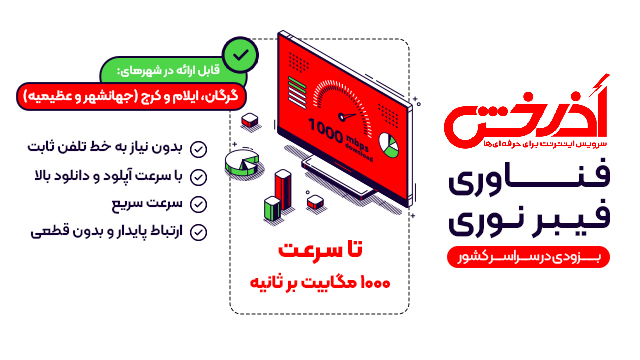 آذرخش
سرویس اینترنت برای حرفه‌ای‌ها
فناوری
فیبر نوری
بزودی در سراسر کشور
1000 mbps
download
تا سرعت
۱۰۰۰ مگابیت بر ثانیه
قابل ارائه در شهرهای:
گرگان، ایلام و کرج (جهانشهر و عظیمیه)
بدون نیاز به خط تلفن ثابت
با سرعت آپلود و دانلود بالا
سرعت سریع
ارتباط پایدار و بدون قطعی